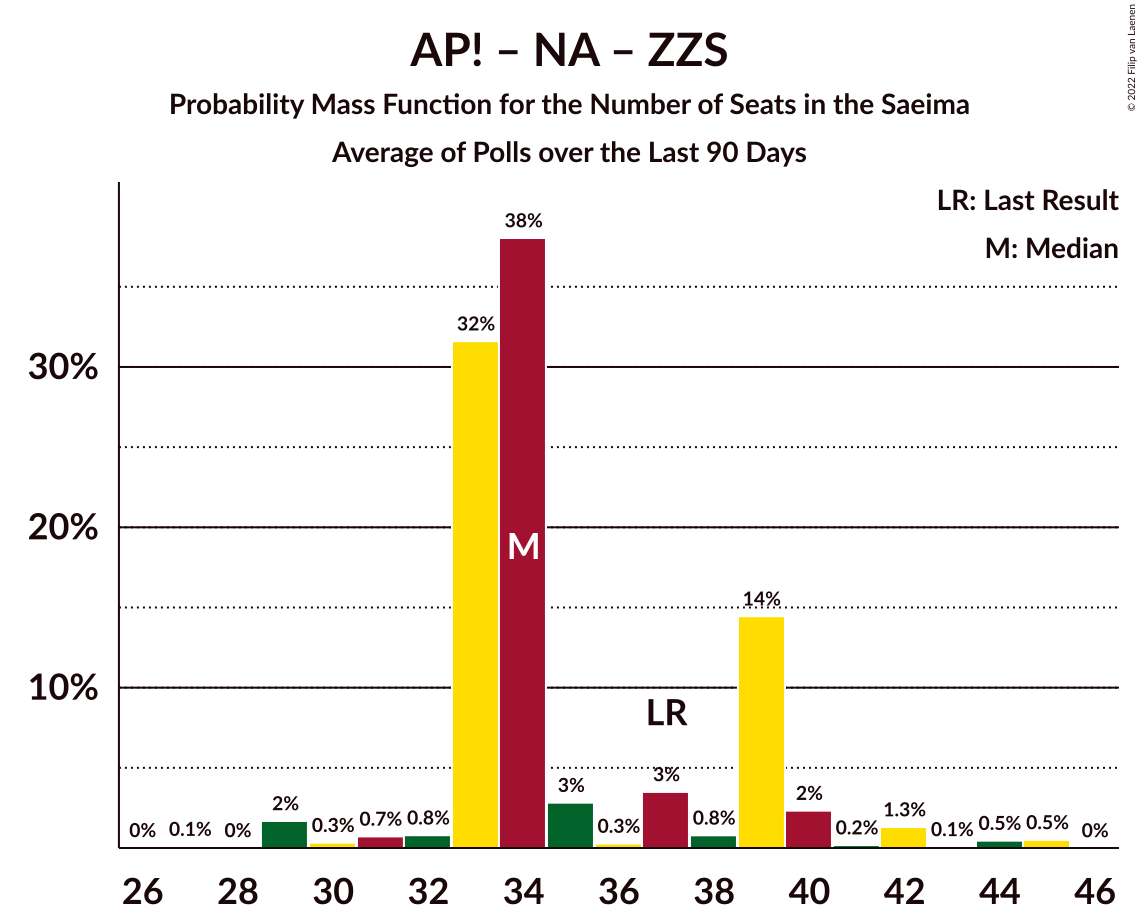 AP! – NA – ZZS
Probability Mass Function for the Number of Seats in the Saeima
Average of Polls over the Last 90 Days
© 2022 Filip van Laenen
LR: Last Result
M: Median
30%
20%
10%
0%
0.1%
0%
2%
0.3%
0.7%
0.8%
32%
38%
3%
0.3%
3%
0.8%
14%
2%
0.2%
1.3%
0.1%
0.5%
0.5%
0%
M
LR
26 28 30 32 34 36 38 40 42 44 46